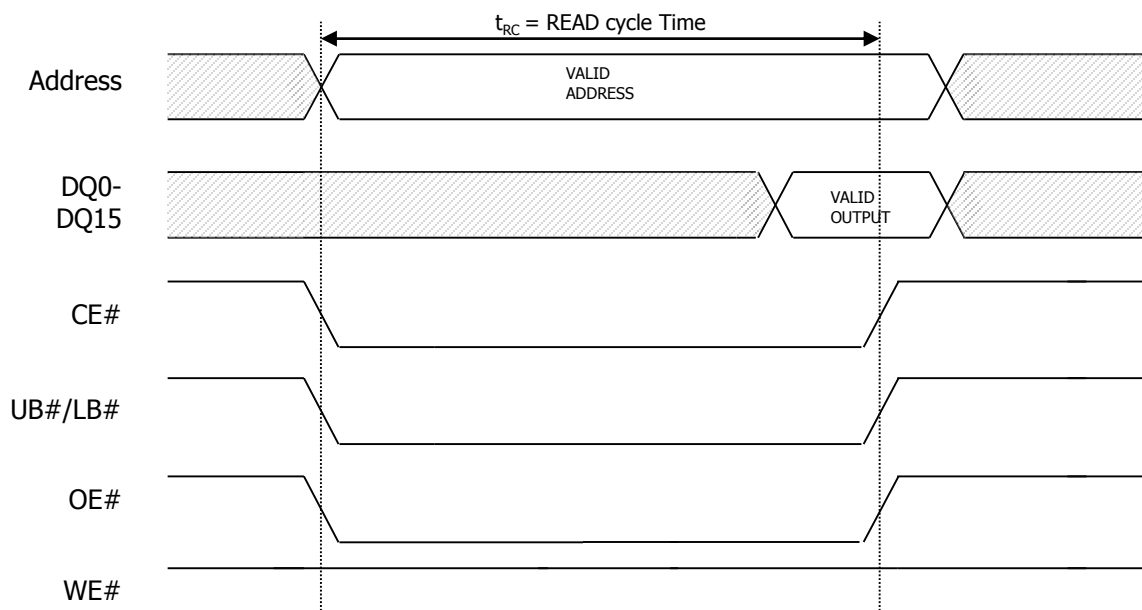 tRC = READ cycle Time
Address
VALID
ADDRESS
DQ0-
DQ15
VALID
OUTPUT
CE#
UB#/LB#
OE#
WE#